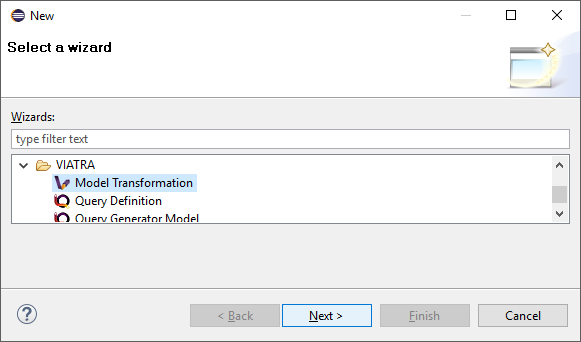 New
Select a wizard
Wizards:
type filter text
VIATRA
Model Transformation
Query Definition
Query Generator Model
< Back
Next >
Finish
Cancel